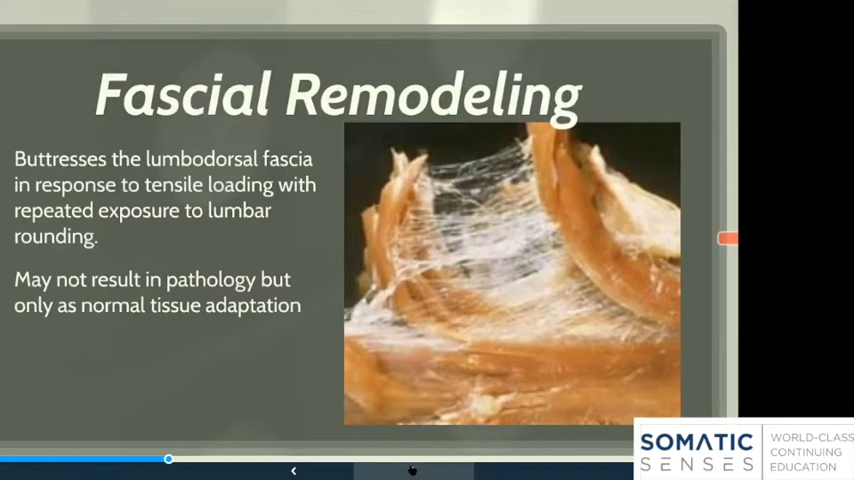 Fascial Remodeling
Buttresses the lumbodorsal fascia
in response to tensile loading with
repeated exposure to lumbar
rounding.
May not result in pathology but
only as normal tissue adaptation
SOMATIC
SENSES
WORLD-CLASS
CONTINUING
EDUCATION